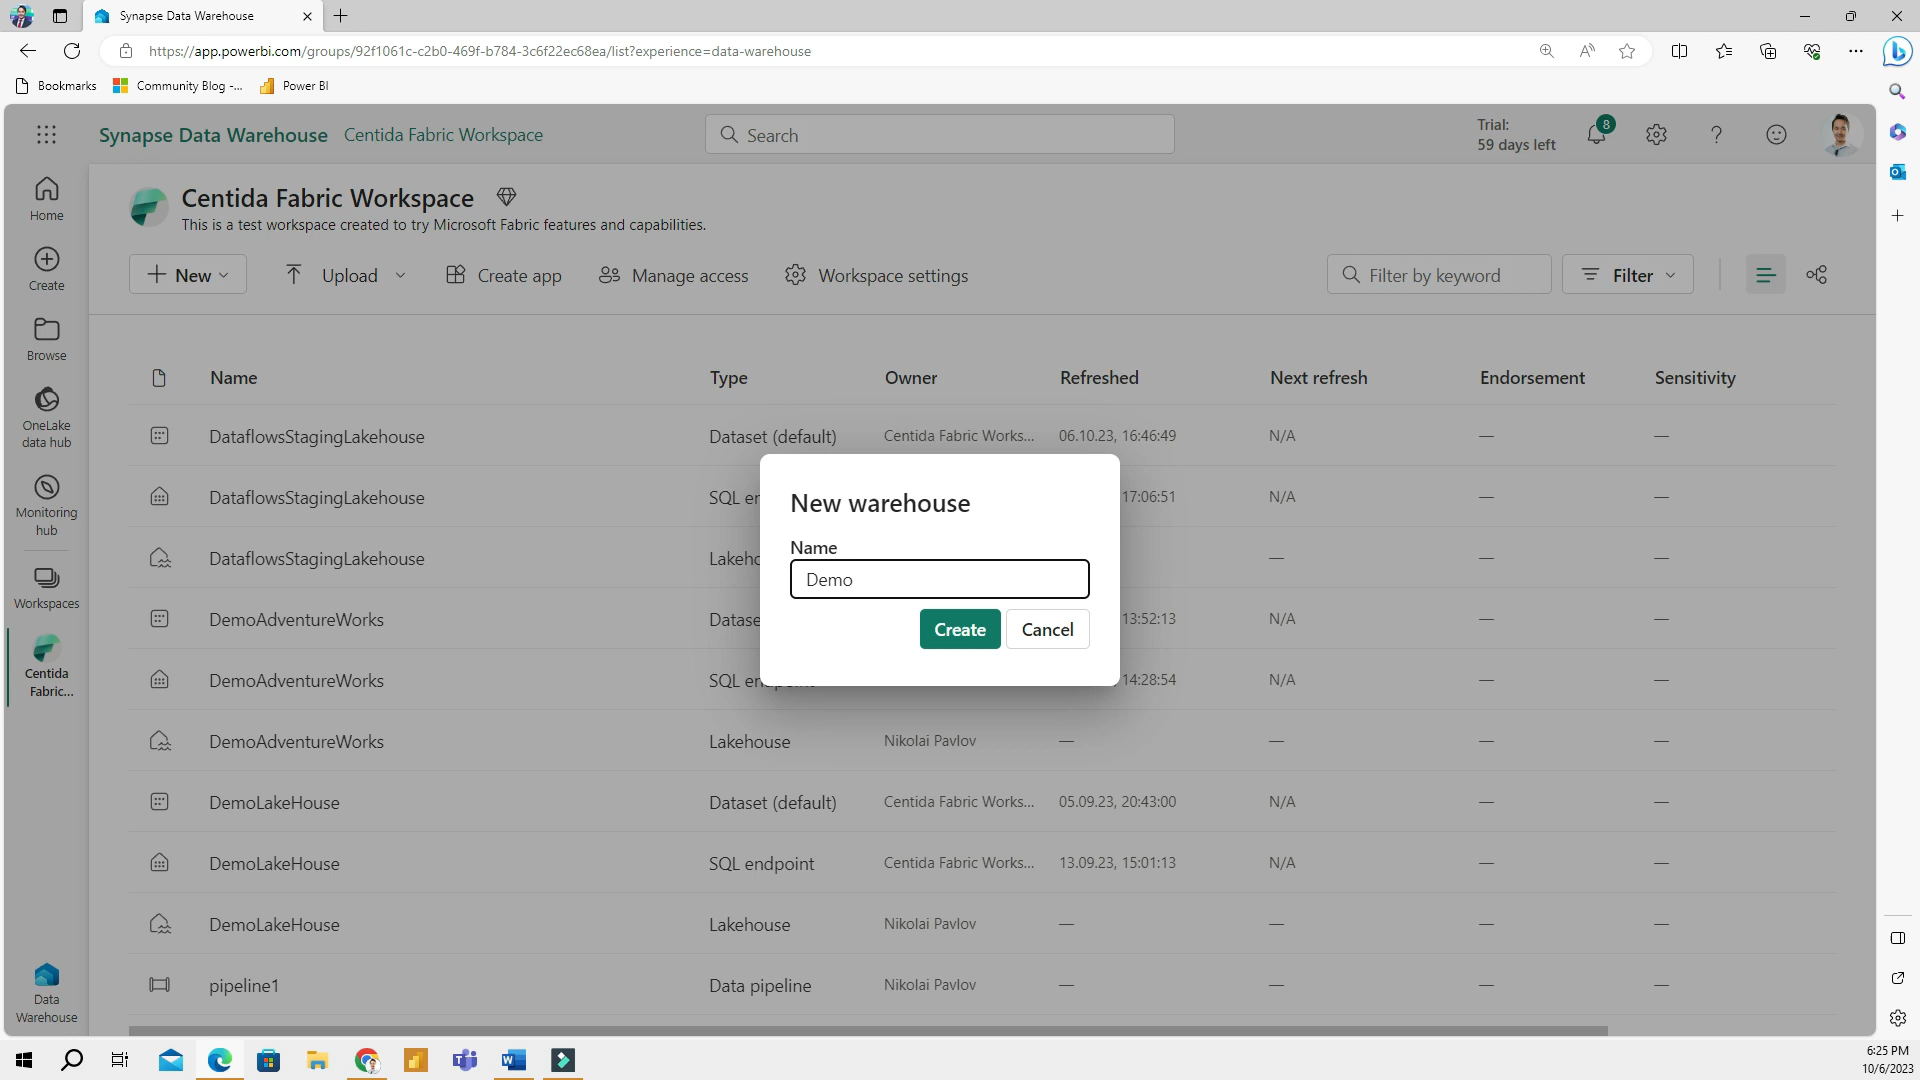 Synapse Data Warehouse
https://app.powerbi.com/groups/92f1061c-c2b0-469f-b784-3c6f22ec68ea/list?experience=data-warehouse
Bookmarks Community Blog -... Power BI
Synapse Data Warehouse Centida Fabric Workspace Search Trial: 59 days left 8
Home
Create
Browse
OneLake
data hub
Monitoring
hub
Workspaces
Centida
Fabric...
Data
Warehouse
Centida Fabric Workspace
This is a test workspace created to try Microsoft Fabric features and capabilities.
New Upload Create app Manage access Workspace settings Filter by keyword Filter
Name Type Owner Refreshed Next refresh Endorsement Sensitivity
DataflowsStagingLakehouse Dataset (default) Centida Fabric Works... 06.10.23, 16:46:49 N/A — —
DataflowsStagingLakehouse SQL 17:06:51 N/A — —
DataflowsStagingLakehouse — — —
DemoAdventureWorks 13:52:13 N/A — —
DemoAdventureWorks SQL 14:28:54 N/A — —
DemoAdventureWorks Lakehouse Nikolai Pavlov — — — —
DemoLakeHouse Dataset (default) Centida Fabric Works... 05.09.23, 20:43:00 N/A — —
DemoLakeHouse SQL endpoint Centida Fabric Works... 13.09.23, 15:01:13 N/A — —
DemoLakeHouse Lakehouse Nikolai Pavlov — — — —
pipeline1 Data pipeline Nikolai Pavlov — — — —
New warehouse
Name
Demo
Create Cancel
6:25 PM
10/6/2023